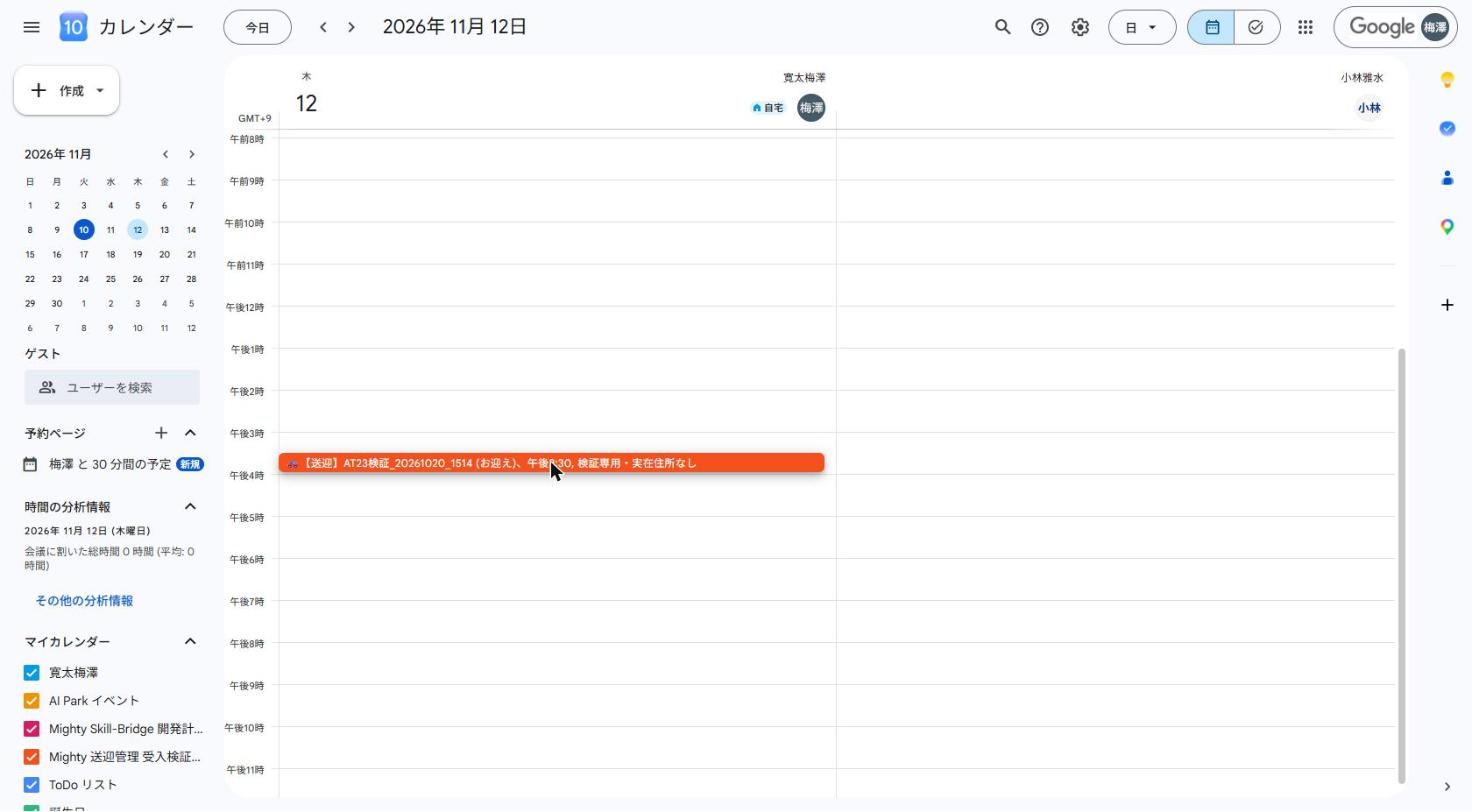 10 カレンダー 今日 2026年 11月 12日 日 Google 梅澤
作成
木 寛太梅澤 小林雅水
12 自宅 梅澤 小林
GMT+9
2026年 11月
日 月 火 水 木 金 土
1 2 3 4 5 6 7
8 9 10 11 12 13 14
15 16 17 18 19 20 21
22 23 24 25 26 27 28
29 30 1 2 3 4 5
6 7 8 9 10 11 12
ゲスト
ユーザーを検索
予約ページ
梅澤 と 30 分間の予定 新規
時間の分析情報
2026年 11月 12日 (木曜日)
会議に割いた総時間 0 時間 (平均: 0
時間)
その他の分析情報
マイカレンダー
寛太梅澤
AI Park イベント
Mighty Skill-Bridge 開発計...
Mighty 送迎管理 受入検証...
ToDo リスト
午前8時
午前9時
午前10時
午前11時
午後12時
午後1時
午後2時
午後3時
【送迎】AT23検証_20261020_1514 (お迎え)、午後3:30, 検証専用・実在住所なし
午後4時
午後5時
午後6時
午後7時
午後8時
午後9時
午後10時
午後11時